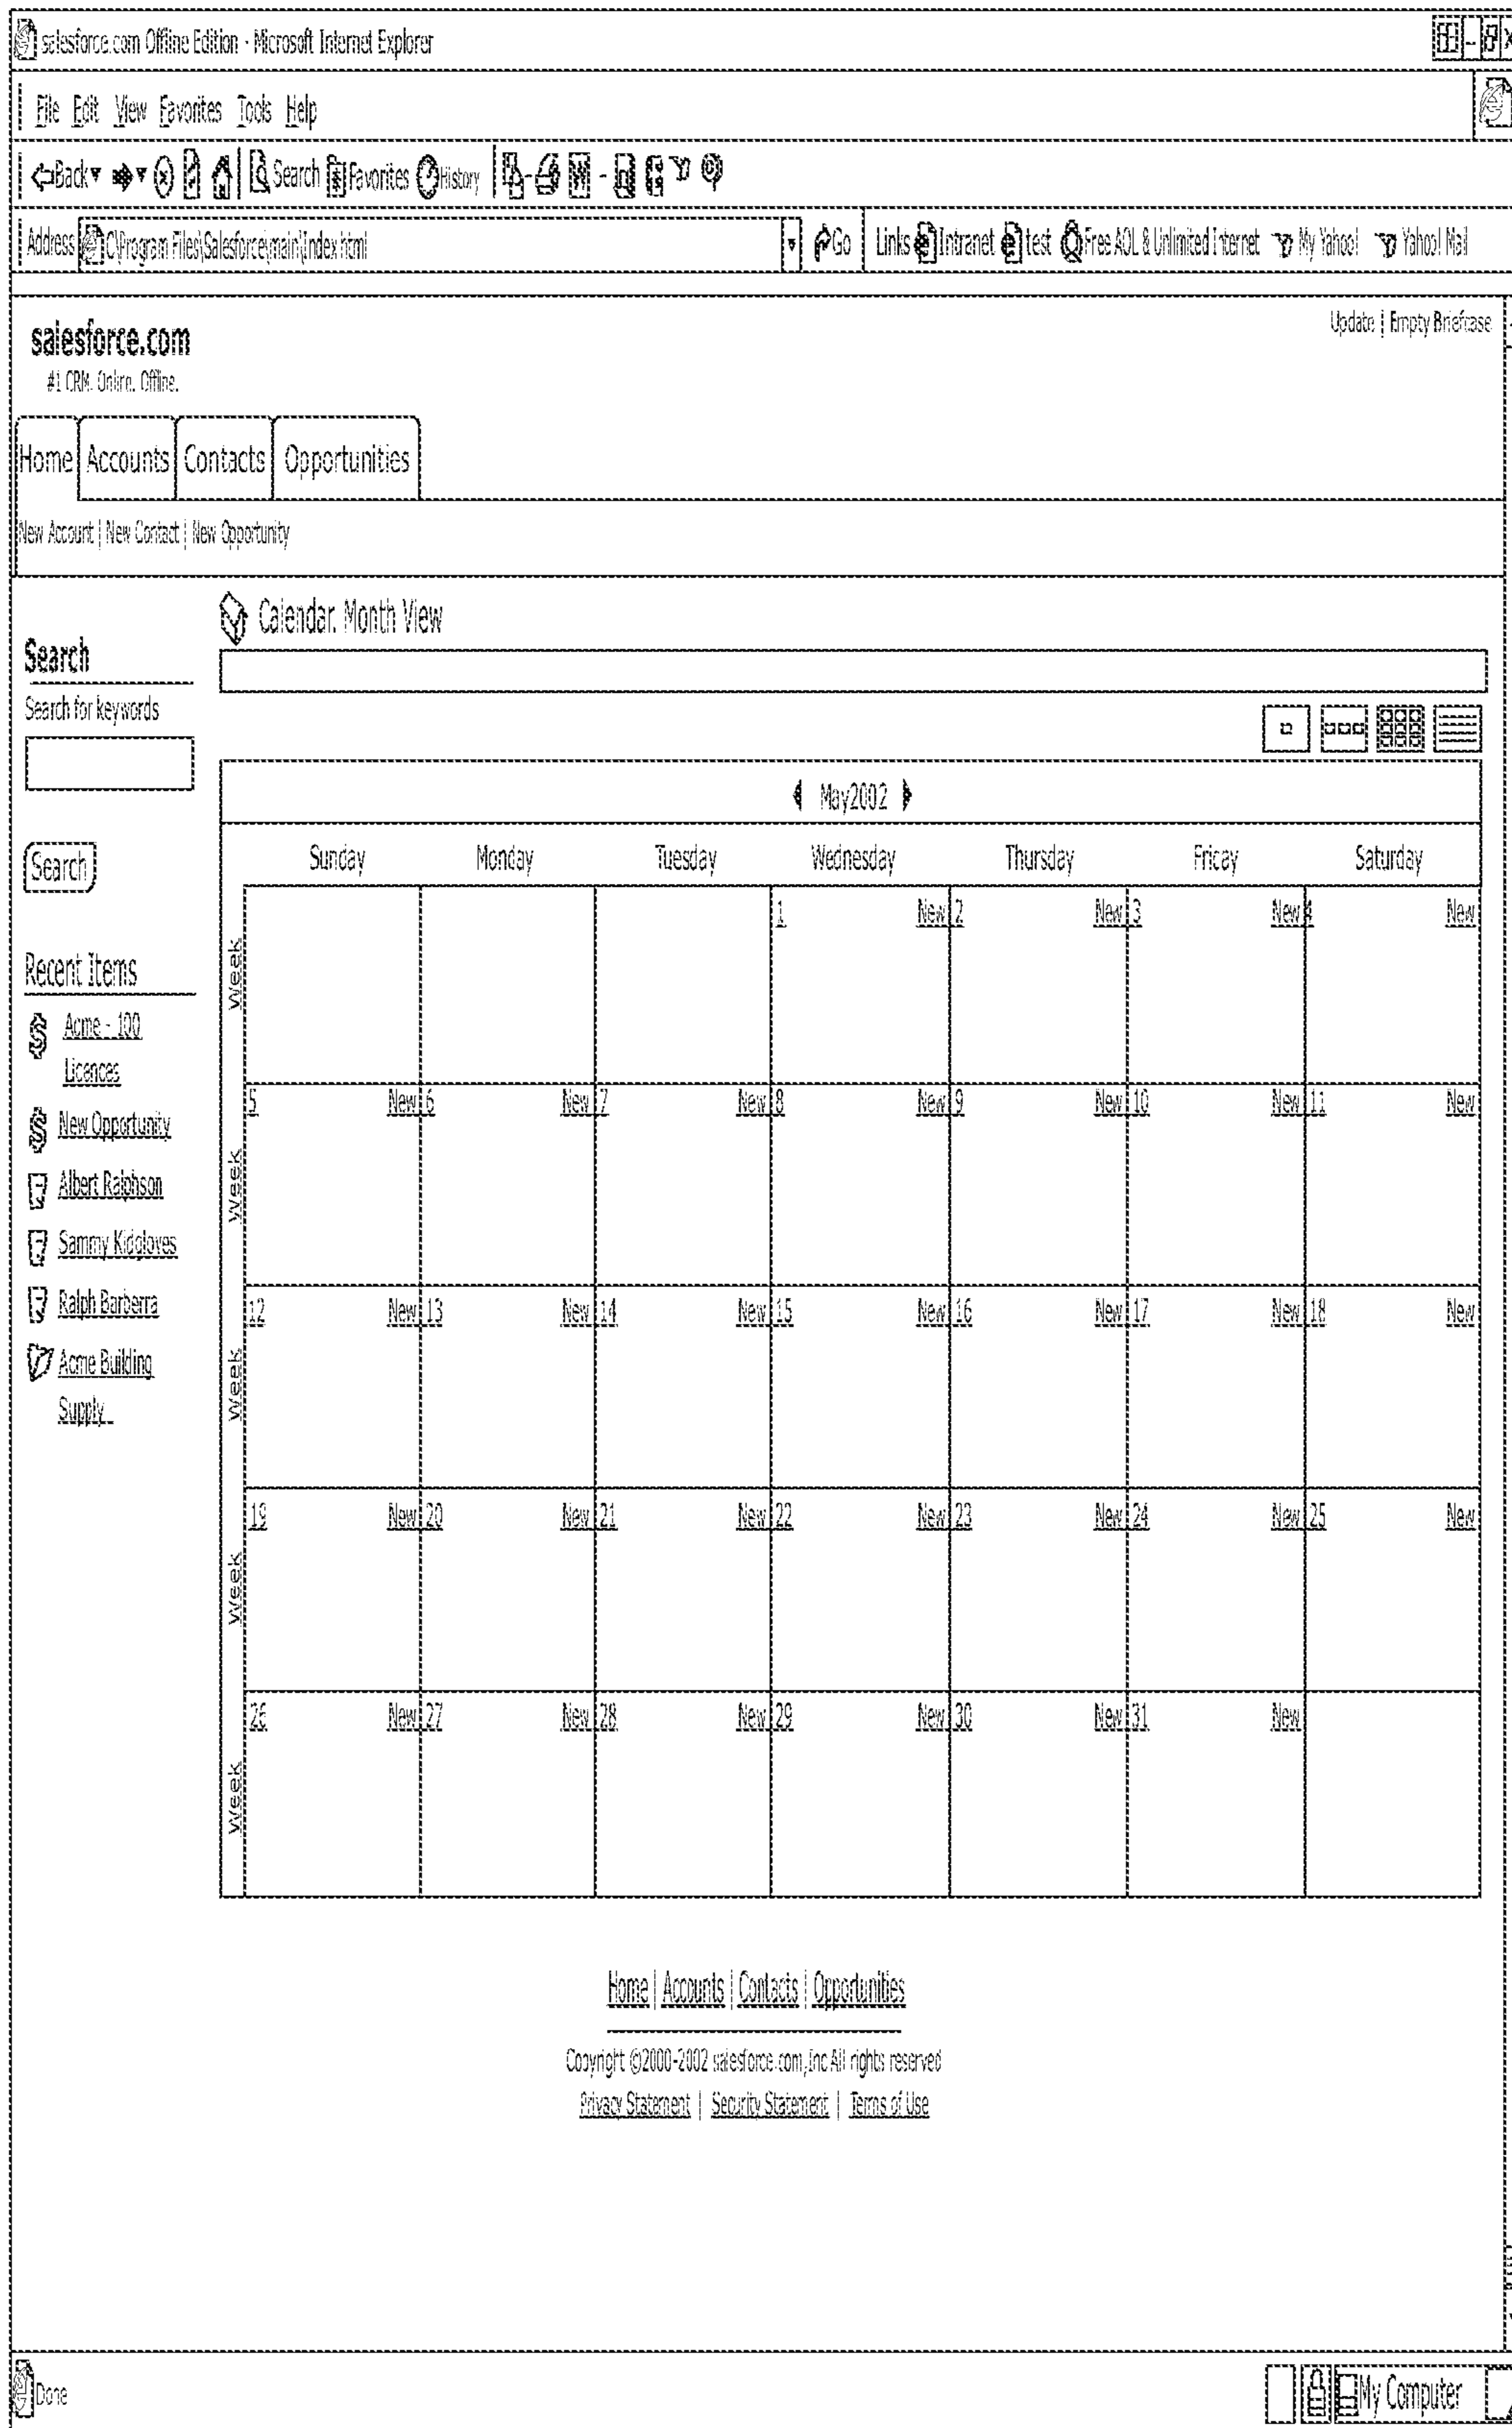 salesforce.com Offline Edition - Microsoft Internet Explorer
File Edit View Favorites Tools Help
Back Search Favorites History
Address C:\Program Files\Salesforce\main\Index.html Go Links Intranet test Free AOL & Unlimited Internet My Yahoo! Yahoo! Mail
Update | Empty Briefcase
salesforce.com
#1 CRM. Online. Offline.
Home Accounts Contacts Opportunities
New Account | New Contact | New Opportunity
Calendar. Month View
Search
Search for keywords
Search
Recent Items
Acme - 100
Licences
New Opportunity
Albert Ralphson
Sammy Kidgloves
Ralph Barberra
Acme Building
Supply
May2002
Sunday Monday Tuesday Wednesday Thursday Friday Saturday
Week 1 New 2 New 3 New 4 New
Week 5 New 6 New 7 New 8 New 9 New 10 New 11 New
Week 12 New 13 New 14 New 15 New 16 New 17 New 18 New
Week 19 New 20 New 21 New 22 New 23 New 24 New 25 New
Week 26 New 27 New 28 New 29 New 30 New 31 New
Home | Accounts | Contacts | Opportunities
Copyright ©2000-2002 salesforce.com,Inc All rights reserved
Privacy Statement | Security Statement | Terms of Use
Done My Computer